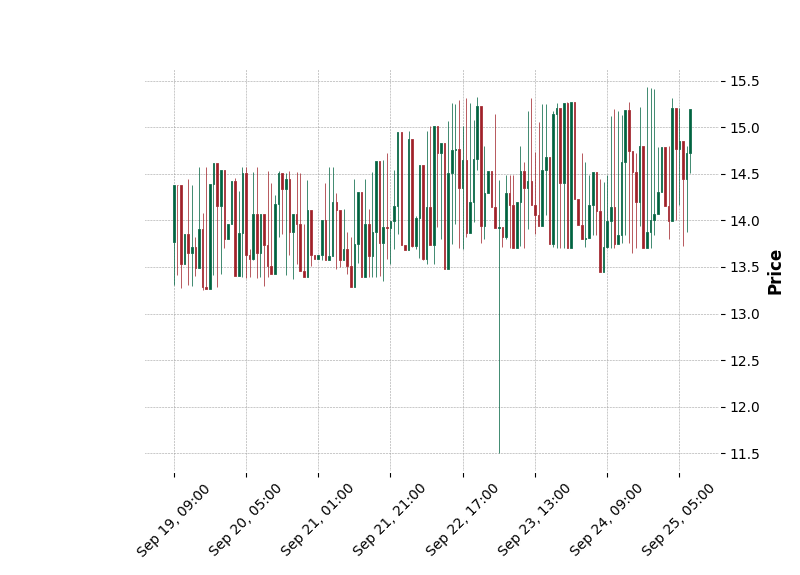 15.5
15.0
14.5
14.0
13.5
13.0
12.5
12.0
11.5
Price
Sep 19, 09:00
Sep 20, 05:00
Sep 21, 01:00
Sep 21, 21:00
Sep 22, 17:00
Sep 23, 13:00
Sep 24, 09:00
Sep 25, 05:00